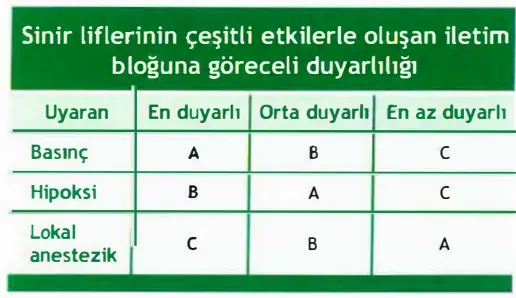 Sinir liflerinin çeşitli etkilerle oluşan iletim
bloğuna göreceli duyarlılığı
Uyaran En duyarlı Orta duyarlı En az duyarlı
Basınç A B C
Hipoksi B A C
Lokal
anestezik C B A